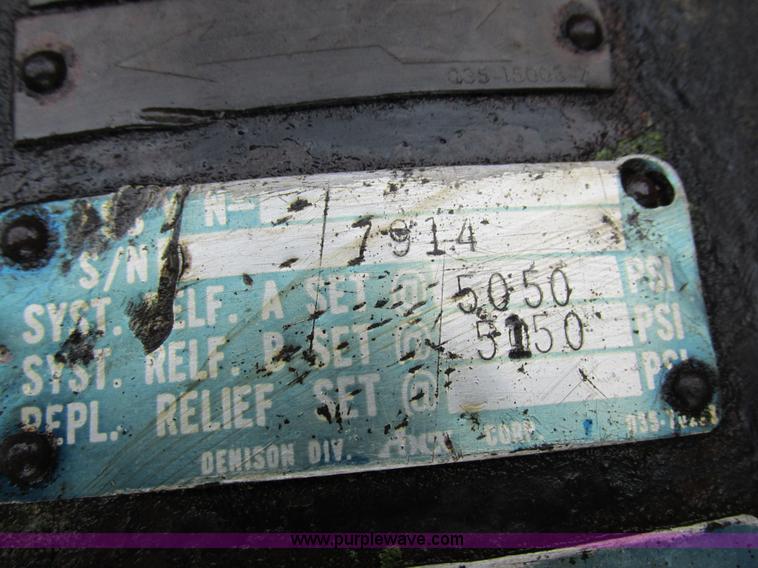 035-15003-7
N-
S/N 7914
SYST. RELF. A SET @ 5050 PSI
SYST. RELF. B SET @ 5150 PSI
REPL. RELIEF SET @ PSI
DENISON DIV. CORP
www.purplewave.com